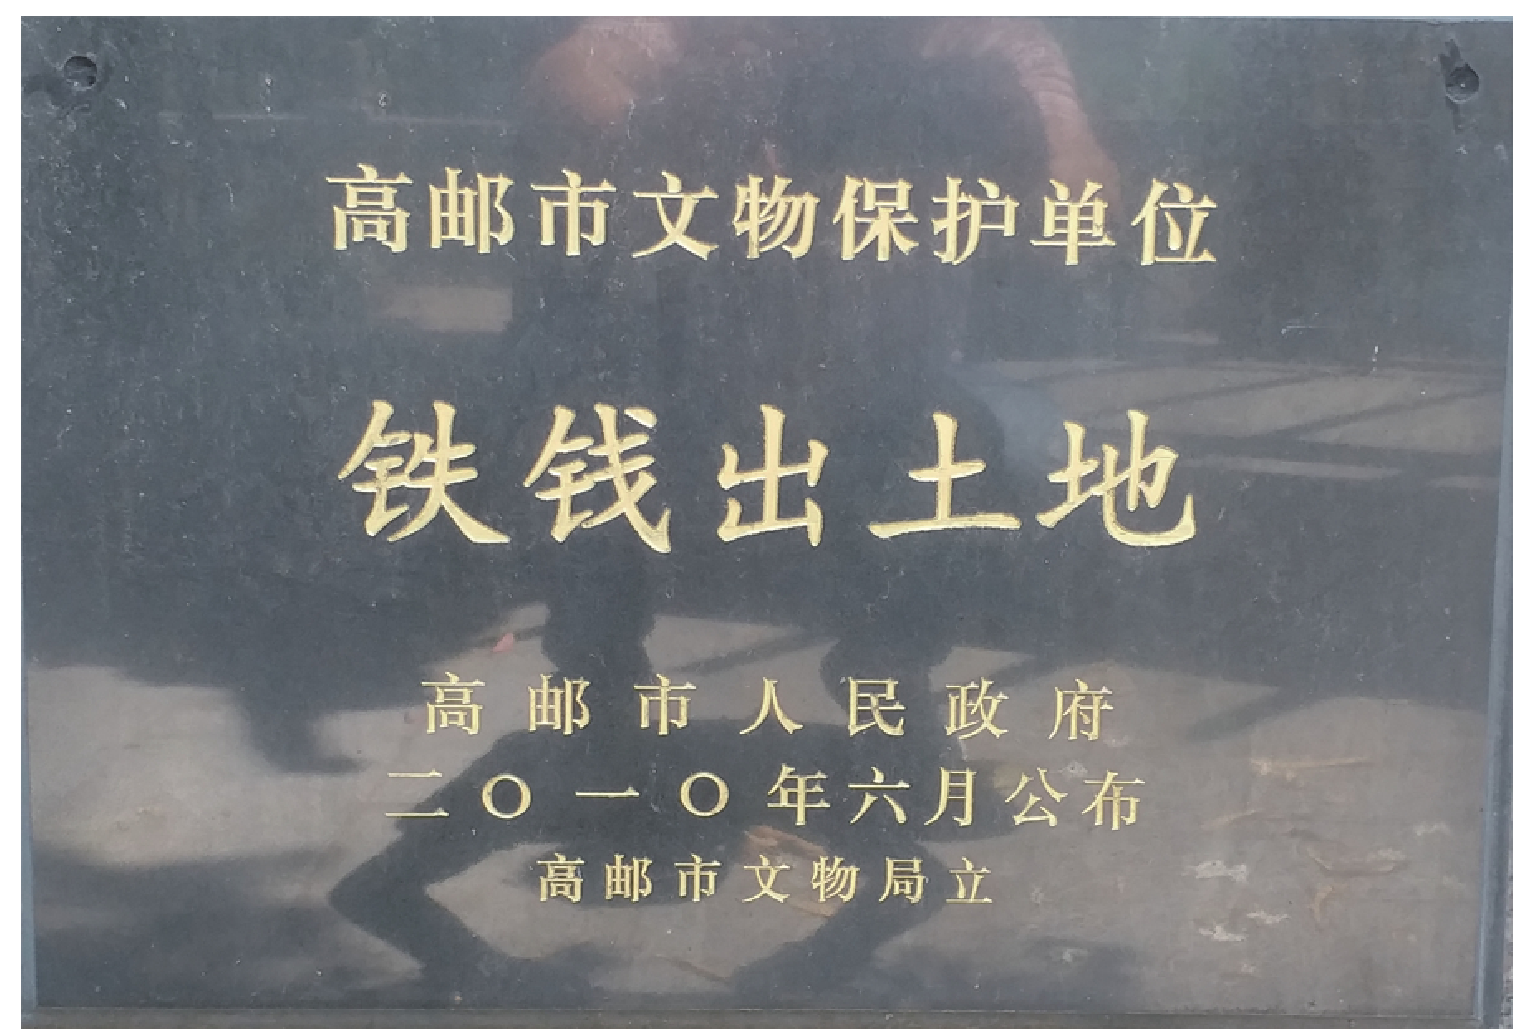 高邮市文物保护单位
铁钱出土地
高邮市人民政府
二〇一〇年六月公布
高邮市文物局立